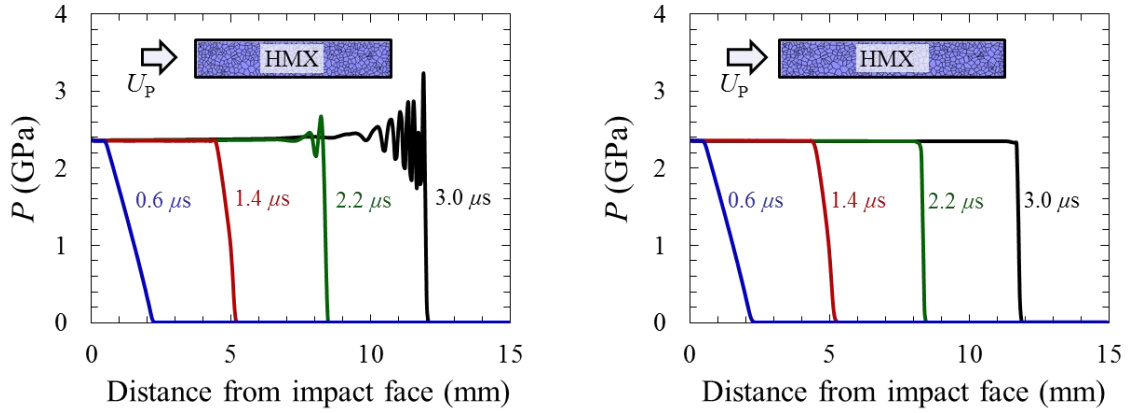 4
3
2
1
0
P (GPa)
HMX
U_P
0.6 μs
1.4 μs
2.2 μs
3.0 μs
0 5 10 15
Distance from impact face (mm)
4
3
2
1
0
P (GPa)
HMX
U_P
0.6 μs
1.4 μs
2.2 μs
3.0 μs
0 5 10 15
Distance from impact face (mm)